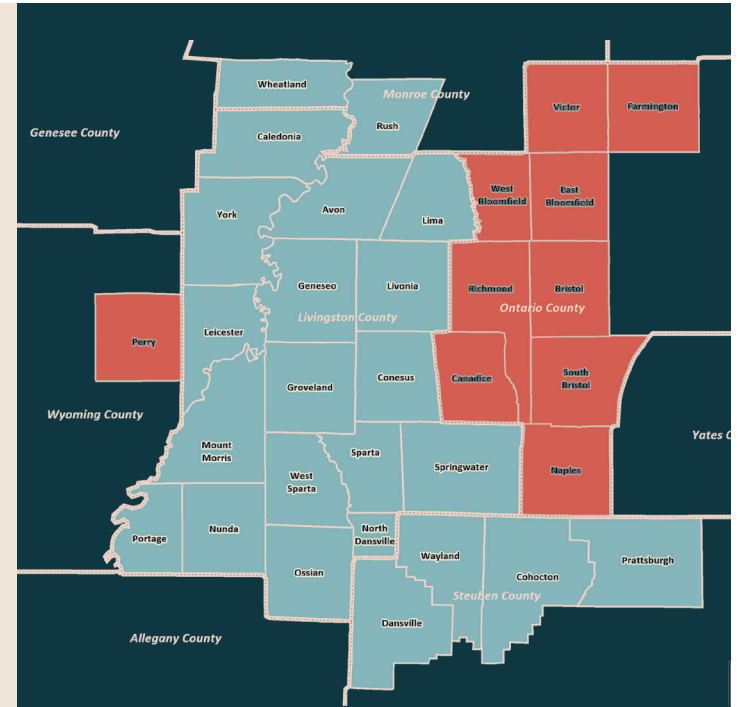 Wheatland
Monroe County
Victor
Farmington
Rush
Genesee County
Caledonia
West
Bloomfield
East
Bloomfield
York
Avon
Lima
Geneseo
Livonia
Richmond
Bristol
Ontario County
Livingston County
Leicester
Perry
Canadice
South
Bristol
Conesus
Groveland
Wyoming County
Yates C
Mount
Morris
Sparta
Springwater
Naples
West
Sparta
Portage
Nunda
North
Dansville
Wayland
Cohocton
Prattsburgh
Ossian
Steuben County
Dansville
Allegany County